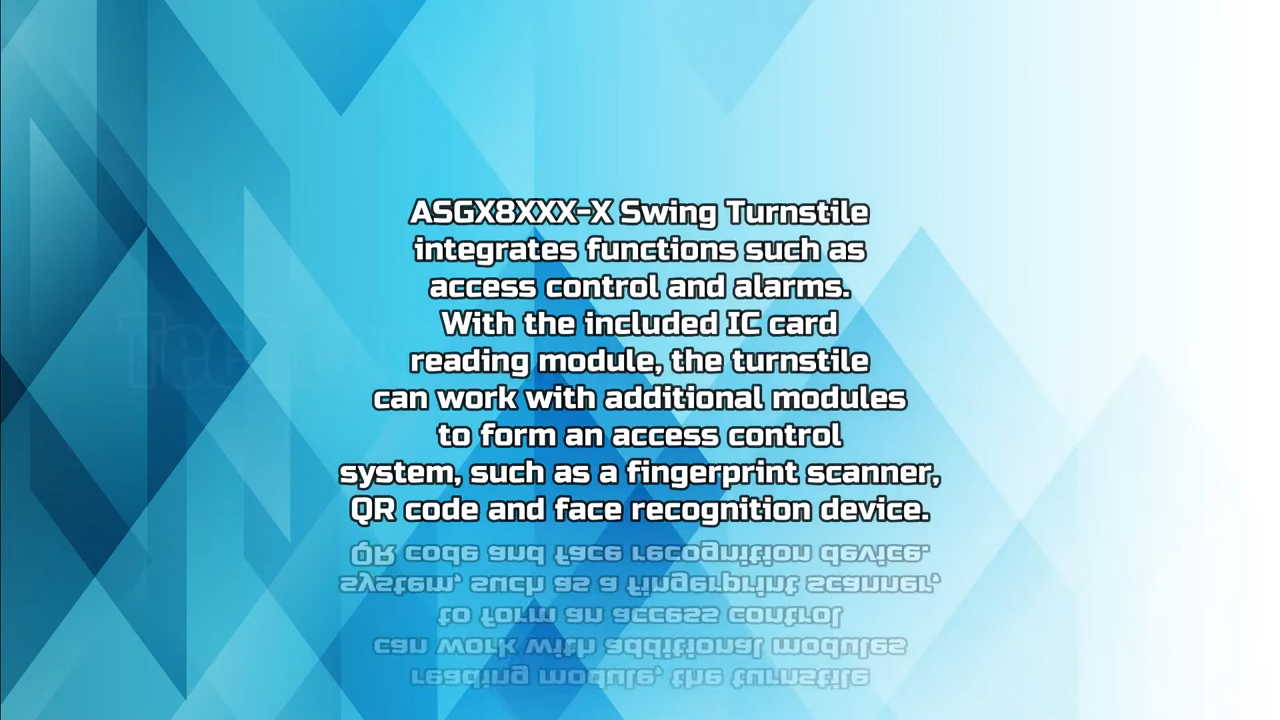 ASGX8XXX-X Swing Turnstile
integrates functions such as
access control and alarms.
With the included IC card
reading module, the turnstile
can work with additional modules
to form an access control
system, such as a fingerprint scanner,
QR code and face recognition device.